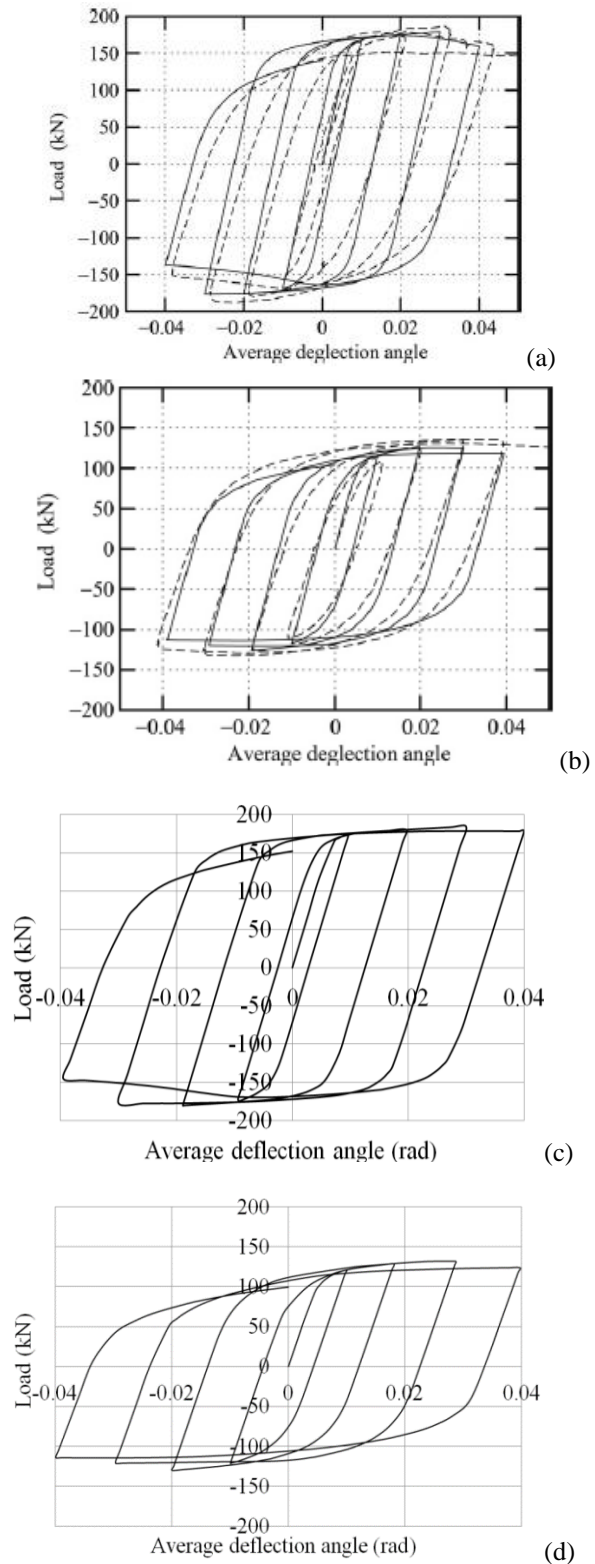 200
150
100
50
0
−50
−100
−150
−200
Load (kN)
−0.04 −0.02 0 0.02 0.04
Average deglection angle
(a)
200
150
100
50
0
−50
−100
−150
−200
Load (kN)
−0.04 −0.02 0 0.02 0.04
Average deglection angle
(b)
200
150
100
50
0
-50
-100
-150
-200
Load (kN)
-0.04 -0.02 0 0.02 0.04
Average deflection angle (rad)
(c)
200
150
100
50
0
-50
-100
-150
-200
Load (kN)
-0.04 -0.02 0 0.02 0.04
Average deflection angle (rad)
(d)